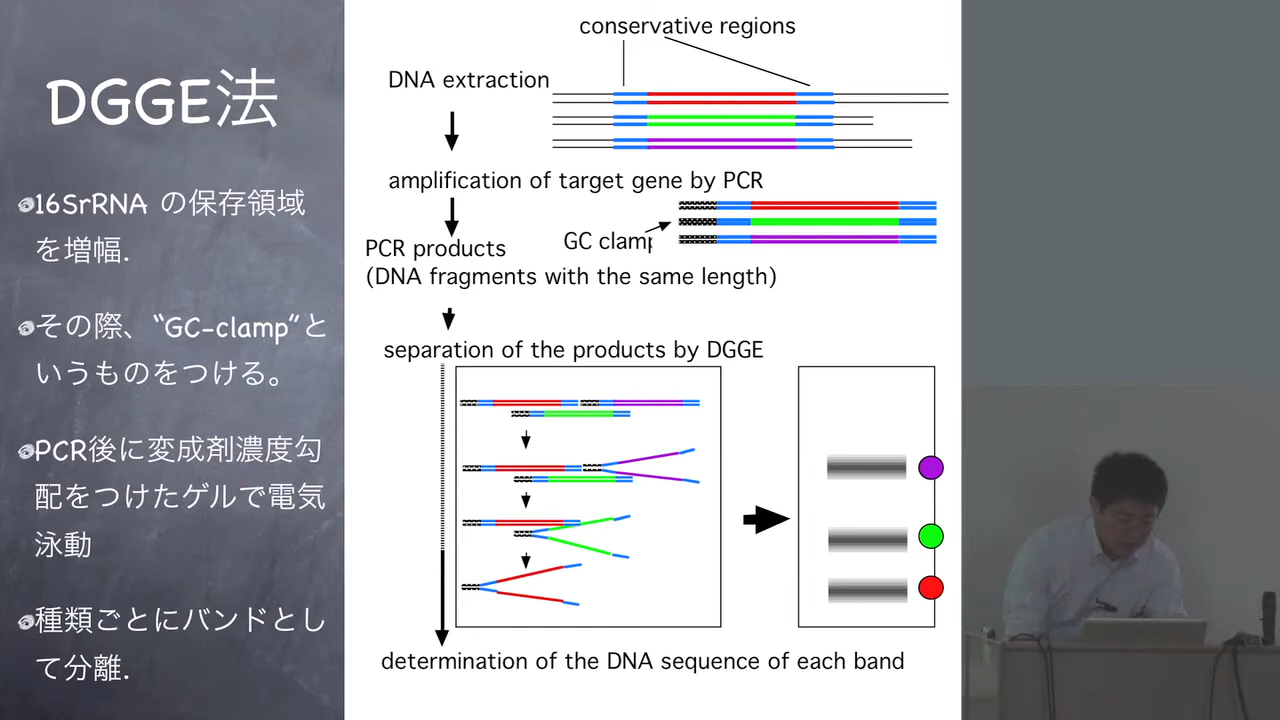 DGGE法
16SrRNA の保存領域
を増幅.
その際、“GC-clamp”と
いうものをつける。
PCR後に変成剤濃度勾
配をつけたゲルで電気
泳動
種類ごとにバンドとし
て分離.
conservative regions
DNA extraction
amplification of target gene by PCR
GC clamp
PCR products
(DNA fragments with the same length)
separation of the products by DGGE
determination of the DNA sequence of each band